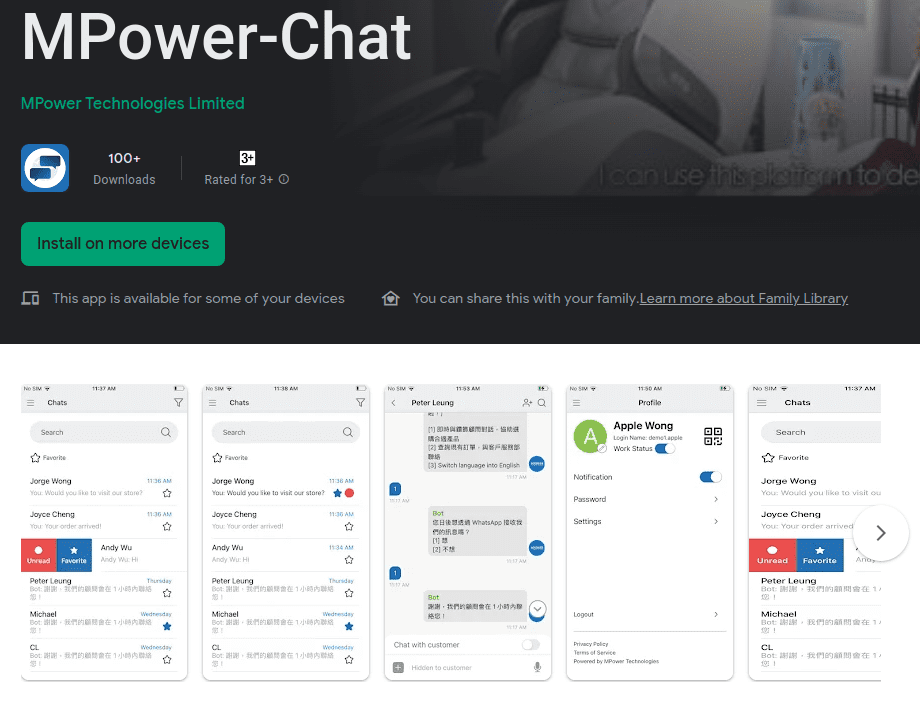 MPower-Chat
MPower Technologies Limited
100+
Downloads
3+
Rated for 3+
I can use this platform to de
Install on more devices
This app is available for some of your devices
You can share this with your family.Learn more about Family Library
No SIM 11:37 AM
Chats
Search
Favorite
Jorge Wong 11:36 AM
You: Would you like to visit our store?
Joyce Cheng 11:36 AM
You: Your order arrived!
Unread Favorite
Andy Wu
Andy Wu: Hi
Peter Leung Thursday
Bot: 謝謝，我們的顧問會在 1 小時內聯絡
您！
Michael Wednesday
Bot: 謝謝，我們的顧問會在 1 小時內聯絡
您！
CL Wednesday
Bot: 謝謝，我們的顧問會在 1 小時內聯絡
您！
No SIM 11:38 AM
Chats
Search
Favorite
Jorge Wong 11:36 AM
You: Would you like to visit our store?
Joyce Cheng 11:36 AM
You: Your order arrived!
Andy Wu 11:34 AM
Andy Wu: Hi
Peter Leung Thursday
Bot: 謝謝，我們的顧問會在 1 小時內聯絡
您！
Michael Wednesday
Bot: 謝謝，我們的顧問會在 1 小時內聯絡
您！
CL Wednesday
Bot: 謝謝，我們的顧問會在 1 小時內聯絡
您！
No SIM 11:53 AM
Peter Leung
[1] 即時與鑽數顧問對話，協助選
購合適產品
[2] 查詢現有訂單，與客戶服務部
聯絡
[3] Switch language into English
11:17 AM
1
11:17 AM
Bot
您日後想透過 WhatsApp 接收我
們的訊息嗎？
[1] 想
[2] 不想
11:17 AM
1
11:17 AM
Bot
謝謝，我們的顧問會在 1 小時內聯
絡您！
11:17 AM
Chat with customer
Hidden to customer
No SIM 11:50 AM
Profile
A
Apple Wong
Login Name: demo1.apple
Work Status
Notification
Password
Settings
Logout
Privacy Policy
Terms of Service
Powered by MPower Technologies
No SIM 11:37 AM
Chats
Search
Favorite
Jorge Wong
You: Would you like to visit ou
Joyce Cheng
You: Your order arrived
Unread Favorite
Peter Leung
Bot: 謝謝，我們的顧問會在 1 小
您！
Michael
Bot: 謝謝，我們的顧問會在 1 小
您！
CL
Bot: 謝謝，我們的顧問會在 1 小
您！